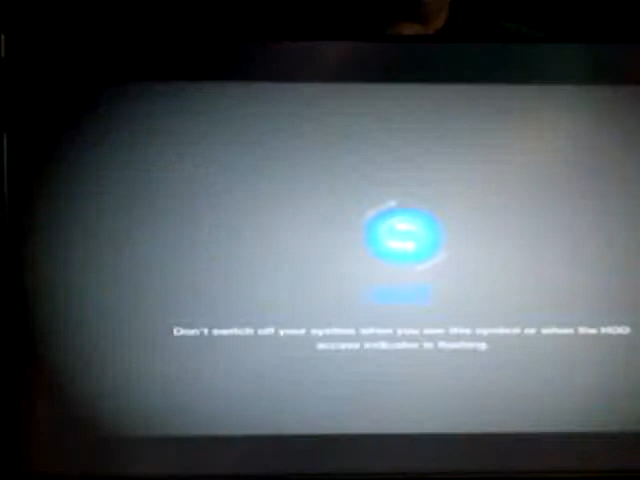 S
Don't switch off your system when you see this symbol or when the HDD
access indicator is flashing.